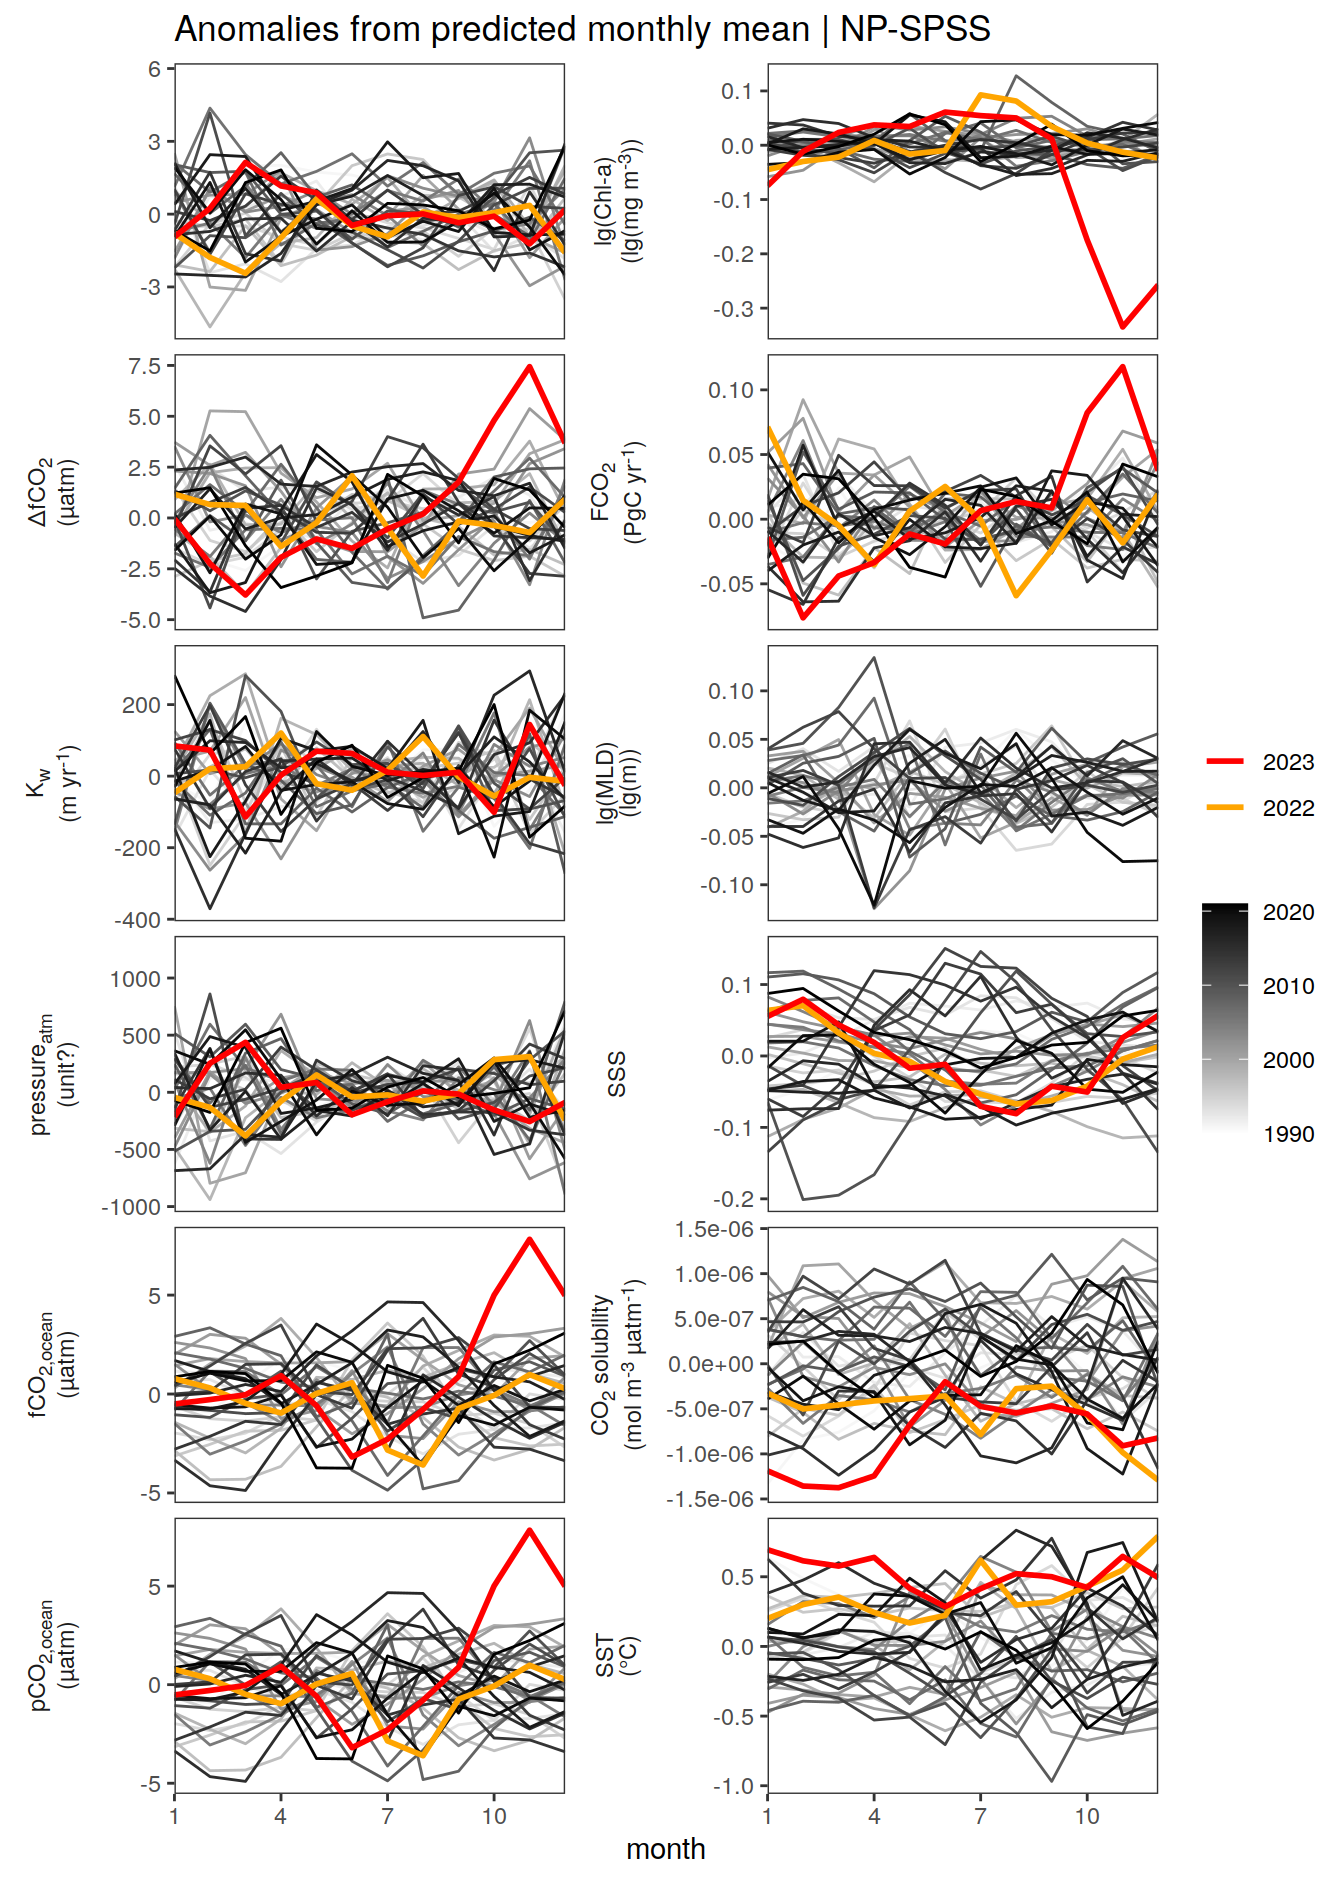 Anomalies from predicted monthly mean | NP-SPSS
6
3
0
-3
lg(Chl-a)
(lg(mg m-3))
0.1
0.0
-0.1
-0.2
-0.3
ΔfCO2
(µatm)
7.5
5.0
2.5
0.0
-2.5
-5.0
FCO2
(PgC yr-1)
0.10
0.05
0.00
-0.05
Kw
(m yr-1)
200
0
-200
-400
lg(MLD)
(lg(m))
0.10
0.05
0.00
-0.05
-0.10
pressureatm
(unit?)
1000
500
0
-500
-1000
SSS
0.1
0.0
-0.1
-0.2
fCO2,ocean
(µatm)
5
0
-5
CO2 solubility
(mol m-3 µatm-1)
1.5e-06
1.0e-06
5.0e-07
0.0e+00
-5.0e-07
-1.0e-06
-1.5e-06
pCO2,ocean
(µatm)
5
0
-5
SST
(°C)
0.5
0.0
-0.5
-1.0
1 4 7 10
1 4 7 10
month
2023
2022
2020
2010
2000
1990